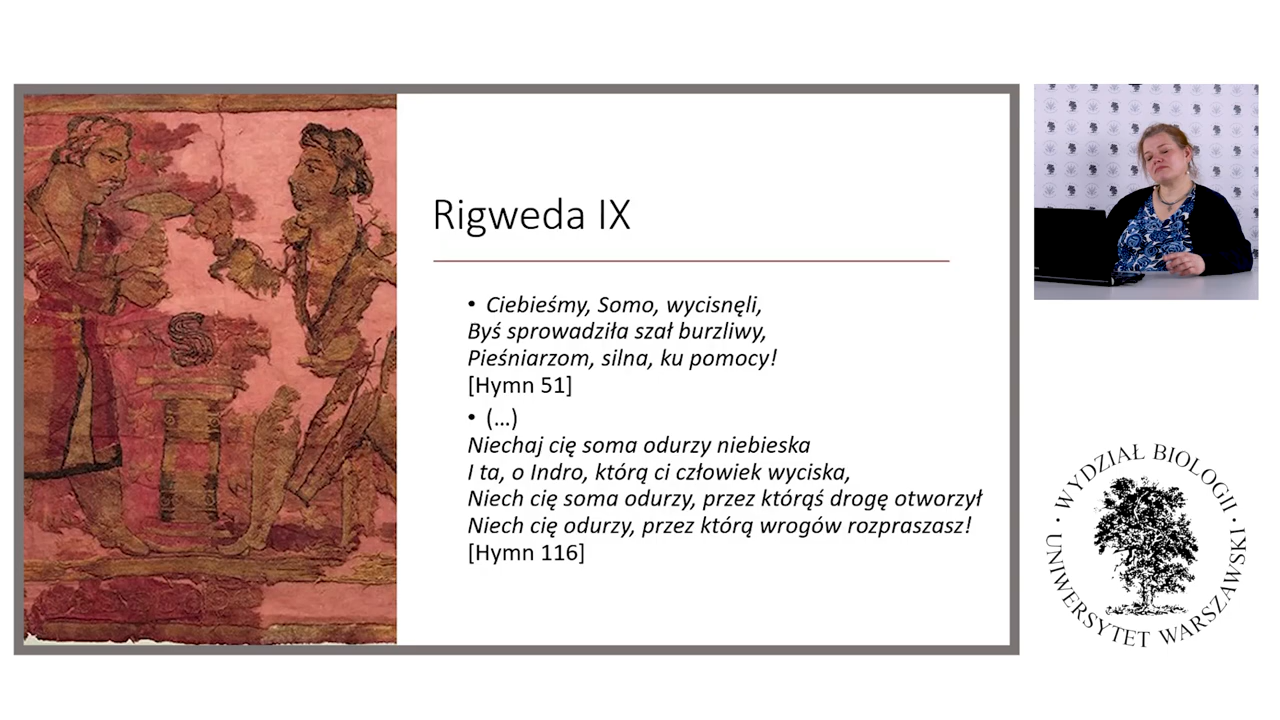 Rigweda IX
• Ciebieśmy, Somo, wycisnęli,
Byś sprowadziła szał burzliwy,
Pieśniarzom, silna, ku pomocy!
[Hymn 51]
• (...)
Niechaj cię soma odurzy niebieska
I ta, o Indro, którą ci człowiek wyciska,
Niech cię soma odurzy, przez którąś drogę otworzył
Niech cię odurzy, przez którą wrogów rozpraszasz!
[Hymn 116]
· WYDZIAŁ BIOLOGII ·
UNIWERSYTET WARSZAWSKI